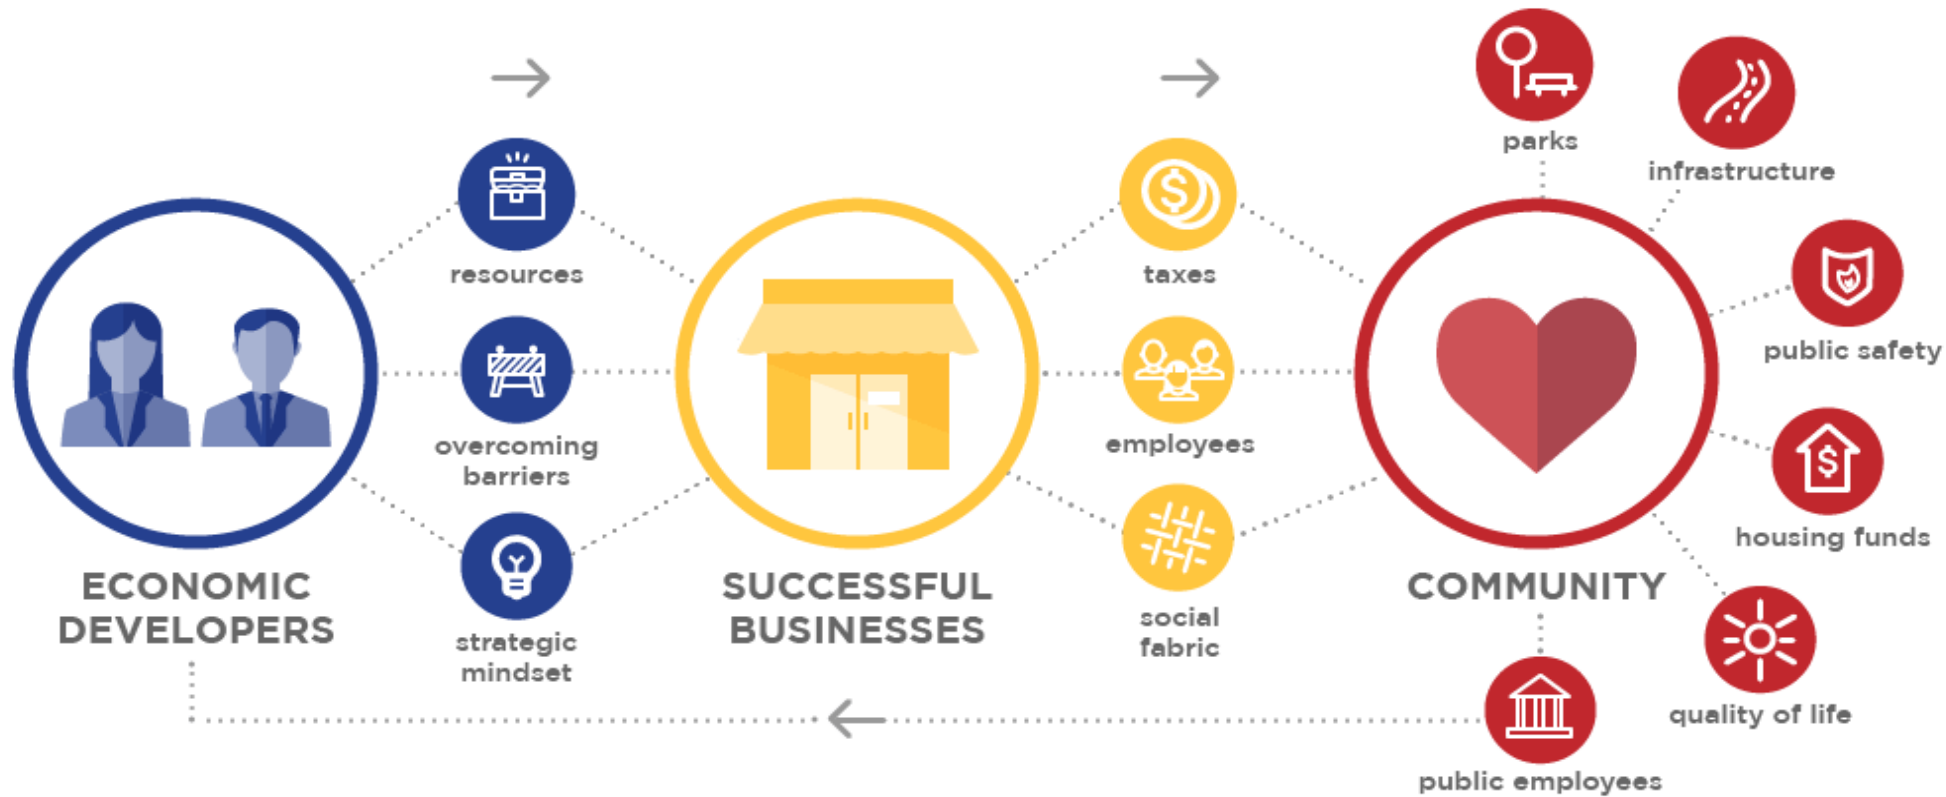 parks
infrastructure
resources
taxes
public safety
overcoming
barriers
employees
housing funds
ECONOMIC
DEVELOPERS
SUCCESSFUL
BUSINESSES
COMMUNITY
strategic
mindset
social
fabric
quality of life
public employees
$
$